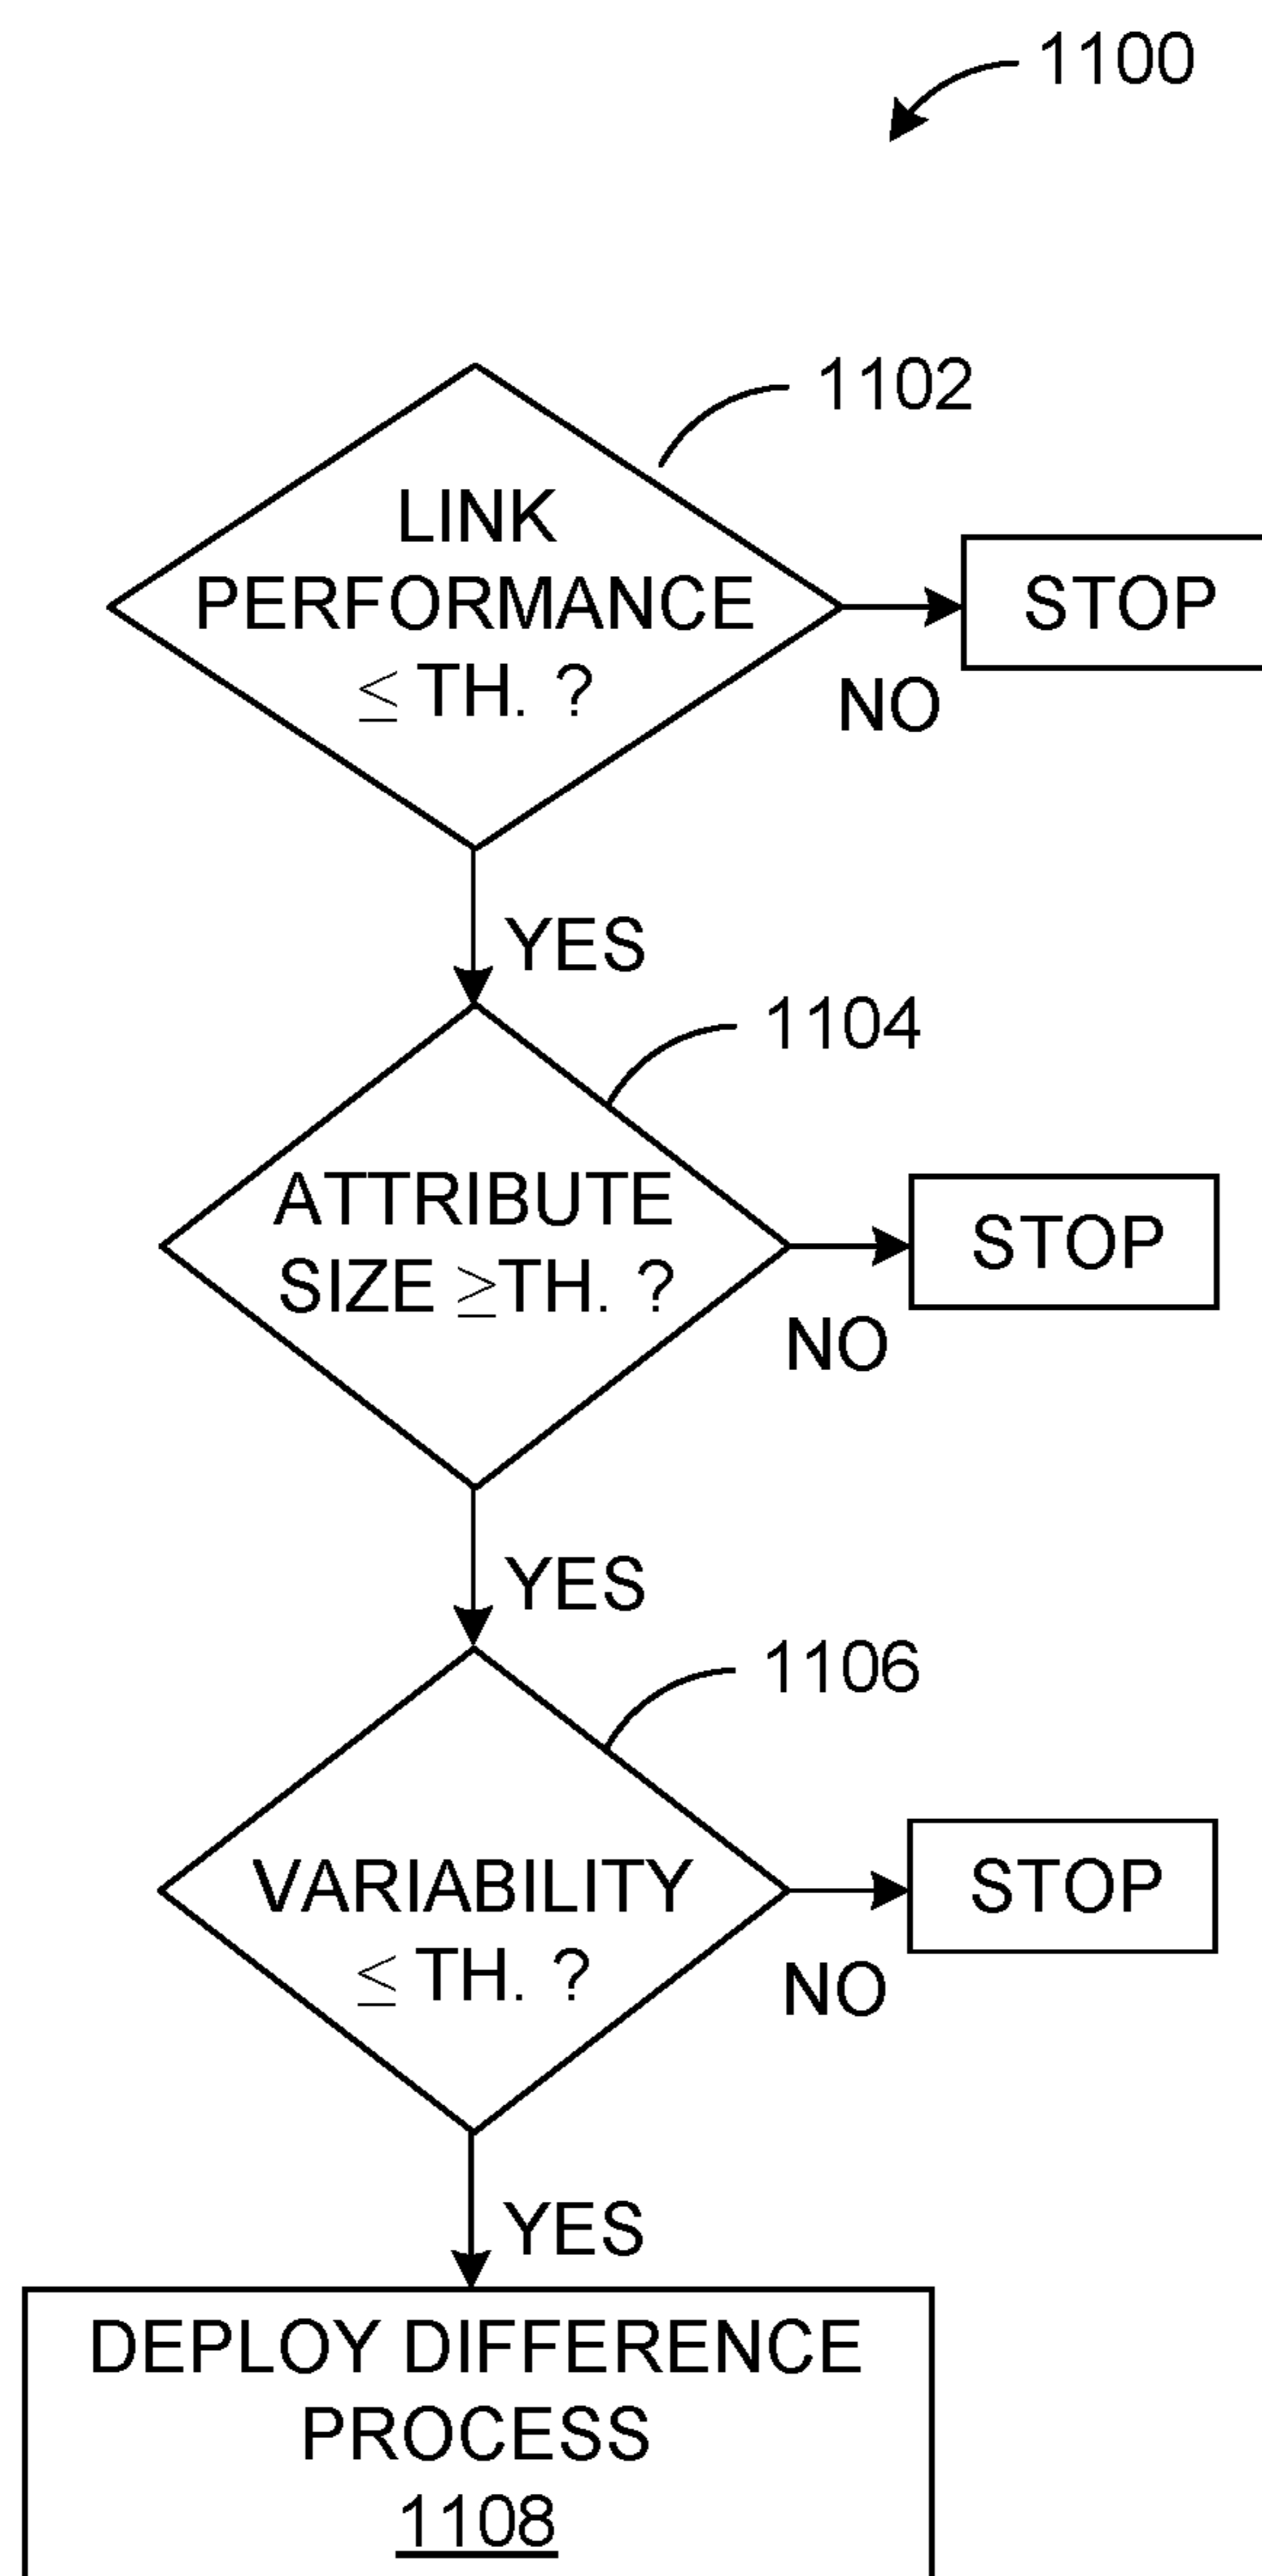 1100
1102
LINK
PERFORMANCE
≤ TH. ?
STOP
NO
YES
1104
ATTRIBUTE
SIZE ≥TH. ?
STOP
NO
YES
1106
VARIABILITY
≤ TH. ?
STOP
NO
YES
DEPLOY DIFFERENCE
PROCESS
1108